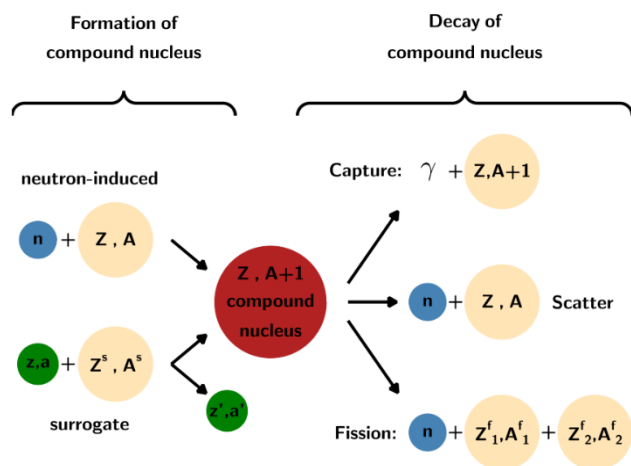 Formation of
compound nucleus
Decay of
compound nucleus
neutron-induced
n + Z , A
z,a + Zˢ , Aˢ
surrogate
z',a'
Z , A+1
compound
nucleus
Capture: γ + Z,A+1
n + Z , A Scatter
Fission: n + Zᶠ₁,Aᶠ₁ + Zᶠ₂,Aᶠ₂